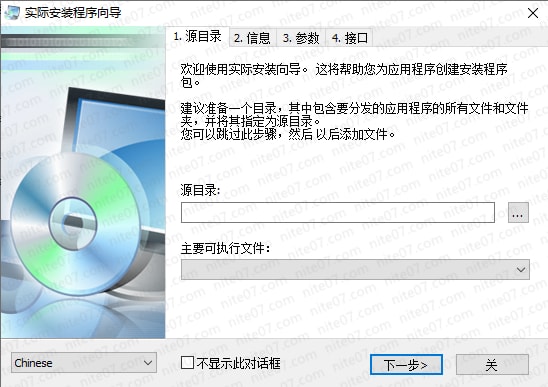 实际安装程序向导
1. 源目录
2. 信息
3. 参数
4. 接口
欢迎使用实际安装向导。 这将帮助您为应用程序创建安装程序
包。
建议准备一个目录，其中包含要分发的应用程序的所有文件和文件
夹，并将其指定为源目录。
您可以跳过此步骤，然后 以后添加文件。
源目录:
...
主要可执行文件:
Chinese
不显示此对话框
下一步>
关
nite07.com